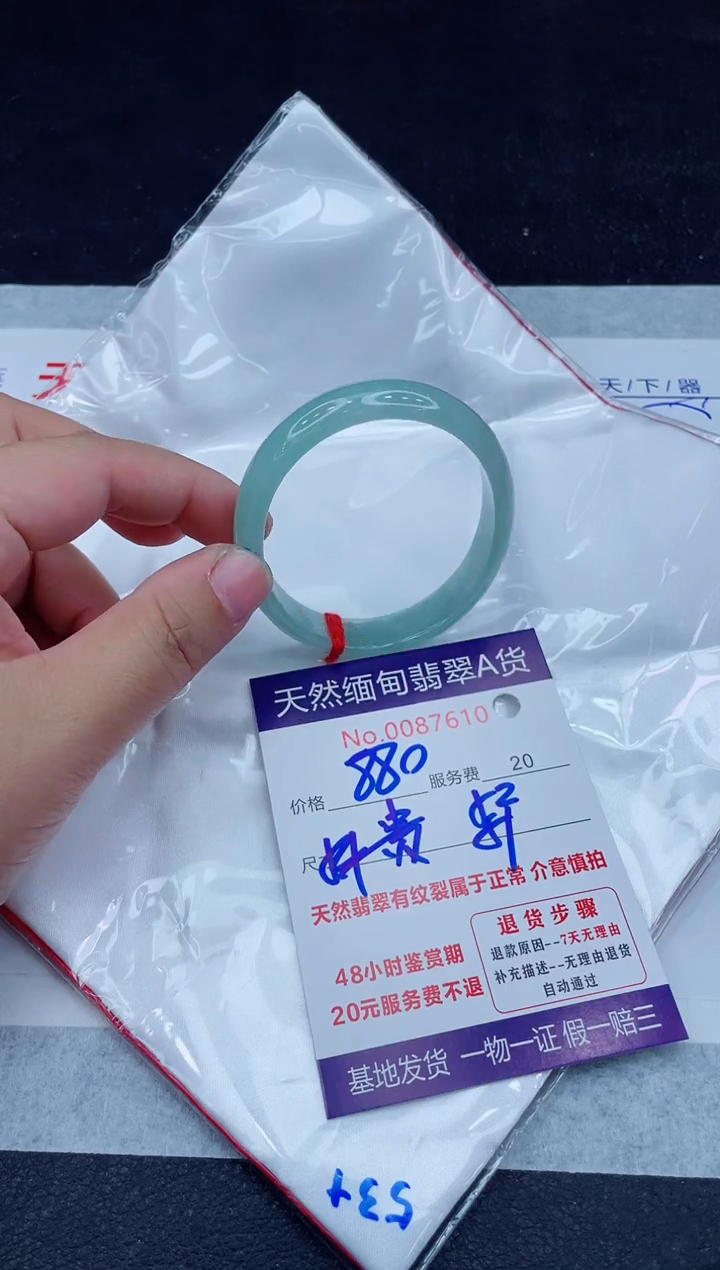 天/下/器
天然缅甸翡翠A货
No.0087610
价格 880 服务费 20
天然翡翠有纹裂属于正常 介意慎拍
48小时鉴赏期
20元服务费不退
退货步骤
退款原因--7天无理由
补充描述--无理由退货
自动通过
基地发货 一物一证 假一赔三